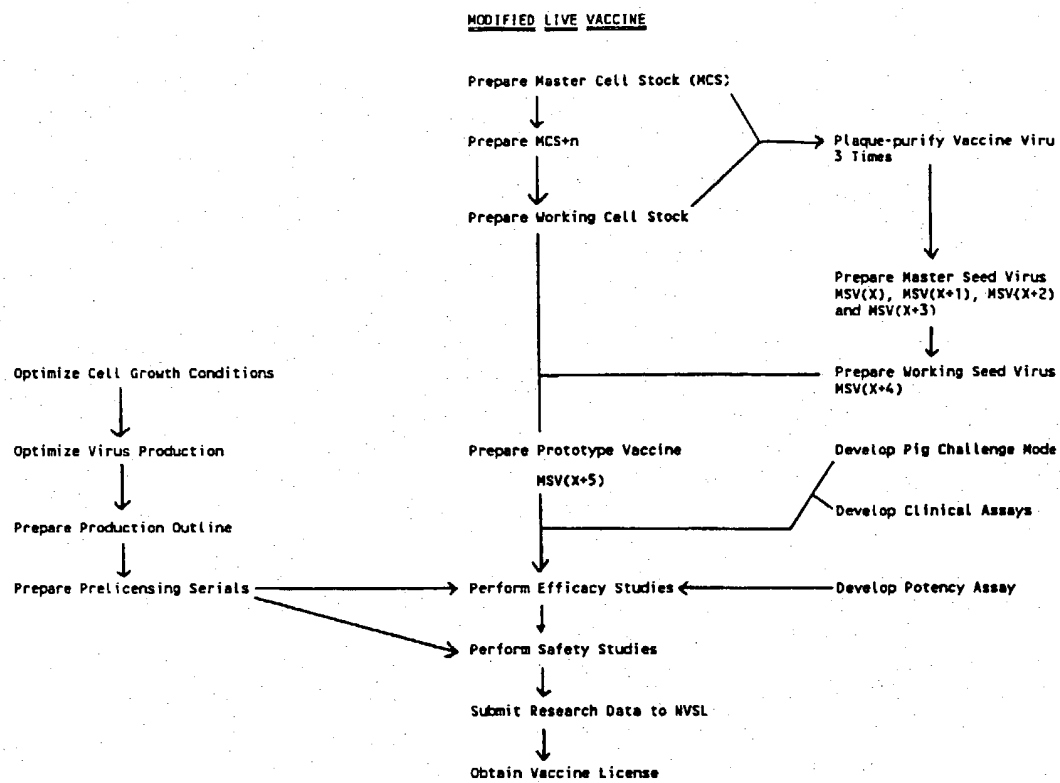 MODIFIED LIVE VACCINE
Prepare Master Cell Stock (MCS)
Prepare MCS+n
Plaque-purify Vaccine Viru
3 Times
Prepare Working Cell Stock
Prepare Master Seed Virus
MSV(X), MSV(X+1), MSV(X+2)
and MSV(X+3)
Optimize Cell Growth Conditions
Prepare Working Seed Virus
MSV(X+4)
Optimize Virus Production
Prepare Prototype Vaccine
MSV(X+5)
Develop Pig Challenge Mode
Develop Clinical Assays
Prepare Production Outline
Prepare Prelicensing Serials
Perform Efficacy Studies
Develop Potency Assay
Perform Safety Studies
Submit Research Data to NVSL
Obtain Vaccine License